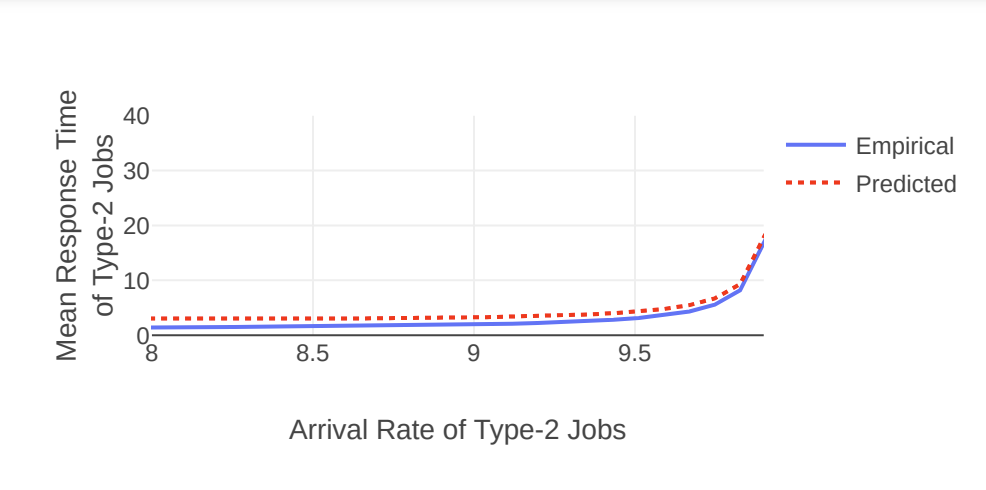 Mean Response Time
of Type-2 Jobs
40
30
20
10
0
8
8.5
9
9.5
Arrival Rate of Type-2 Jobs
Empirical
Predicted